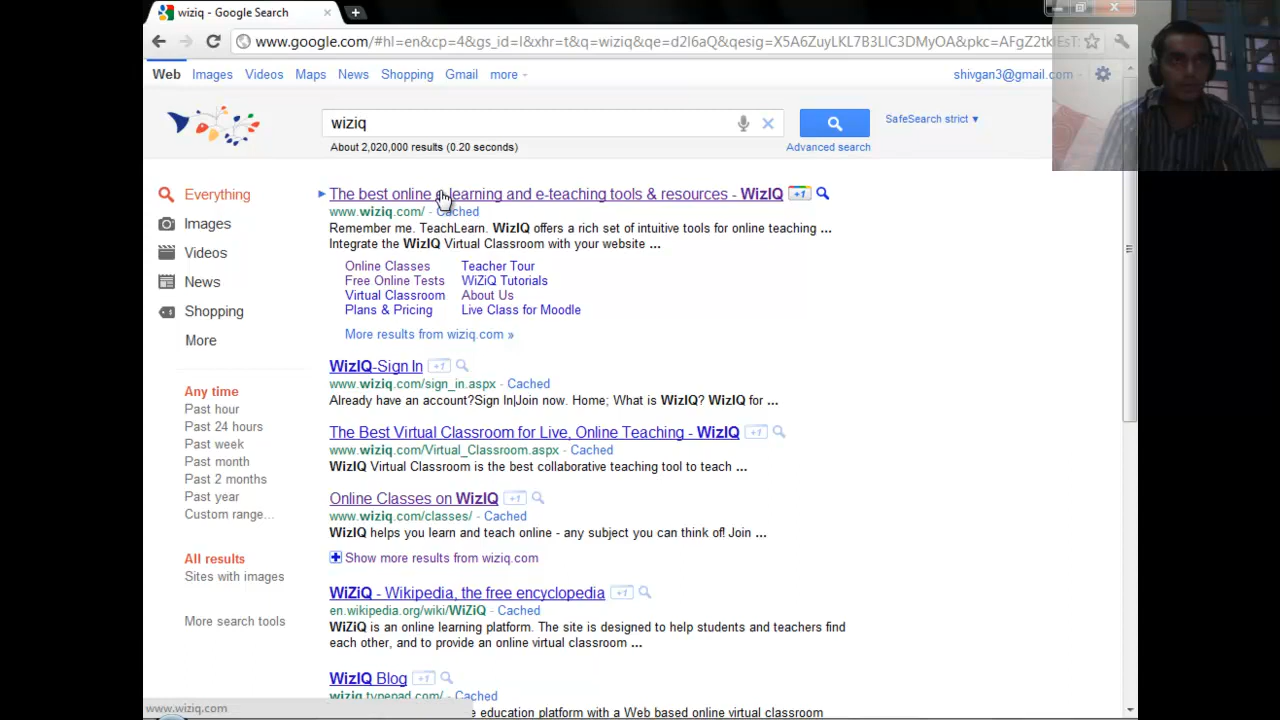 wiziq - Google Search
www.google.com/#hl=en&cp=4&gs_id=l&xhr=t&q=wiziq&qe=d2l6aQ&qesig=X5A6ZuyLKL7B3LlC3DMyOA&pkc=AFgZ2tk
Web Images Videos Maps News Shopping Gmail more
shivgan3@gmail.com
wiziq
SafeSearch strict ▼
About 2,020,000 results (0.20 seconds)
Advanced search
Everything
Images
Videos
News
Shopping
More
Any time
Past hour
Past 24 hours
Past week
Past month
Past 2 months
Past year
Custom range...
All results
Sites with images
More search tools
The best online e-learning and e-teaching tools & resources - WizIQ +1
www.wiziq.com/ - Cached
Remember me. TeachLearn. WizIQ offers a rich set of intuitive tools for online teaching ...
Integrate the WizIQ Virtual Classroom with your website ...
Online Classes Teacher Tour
Free Online Tests WiZiQ Tutorials
Virtual Classroom About Us
Plans & Pricing Live Class for Moodle
More results from wiziq.com »
WizIQ-Sign In +1
www.wiziq.com/sign_in.aspx - Cached
Already have an account?Sign In|Join now. Home; What is WizIQ? WizIQ for ...
The Best Virtual Classroom for Live, Online Teaching - WizIQ +1
www.wiziq.com/Virtual_Classroom.aspx - Cached
WizIQ Virtual Classroom is the best collaborative teaching tool to teach ...
Online Classes on WizIQ +1
www.wiziq.com/classes/ - Cached
WizIQ helps you learn and teach online - any subject you can think of! Join ...
Show more results from wiziq.com
WiZiQ - Wikipedia, the free encyclopedia +1
en.wikipedia.org/wiki/WiZiQ - Cached
WiZiQ is an online learning platform. The site is designed to help students and teachers find
each other, and to provide an online virtual classroom ...
WizIQ Blog +1
wiziq.typepad.com/ - Cached
education platform with a Web based online virtual classroom
www.wiziq.com